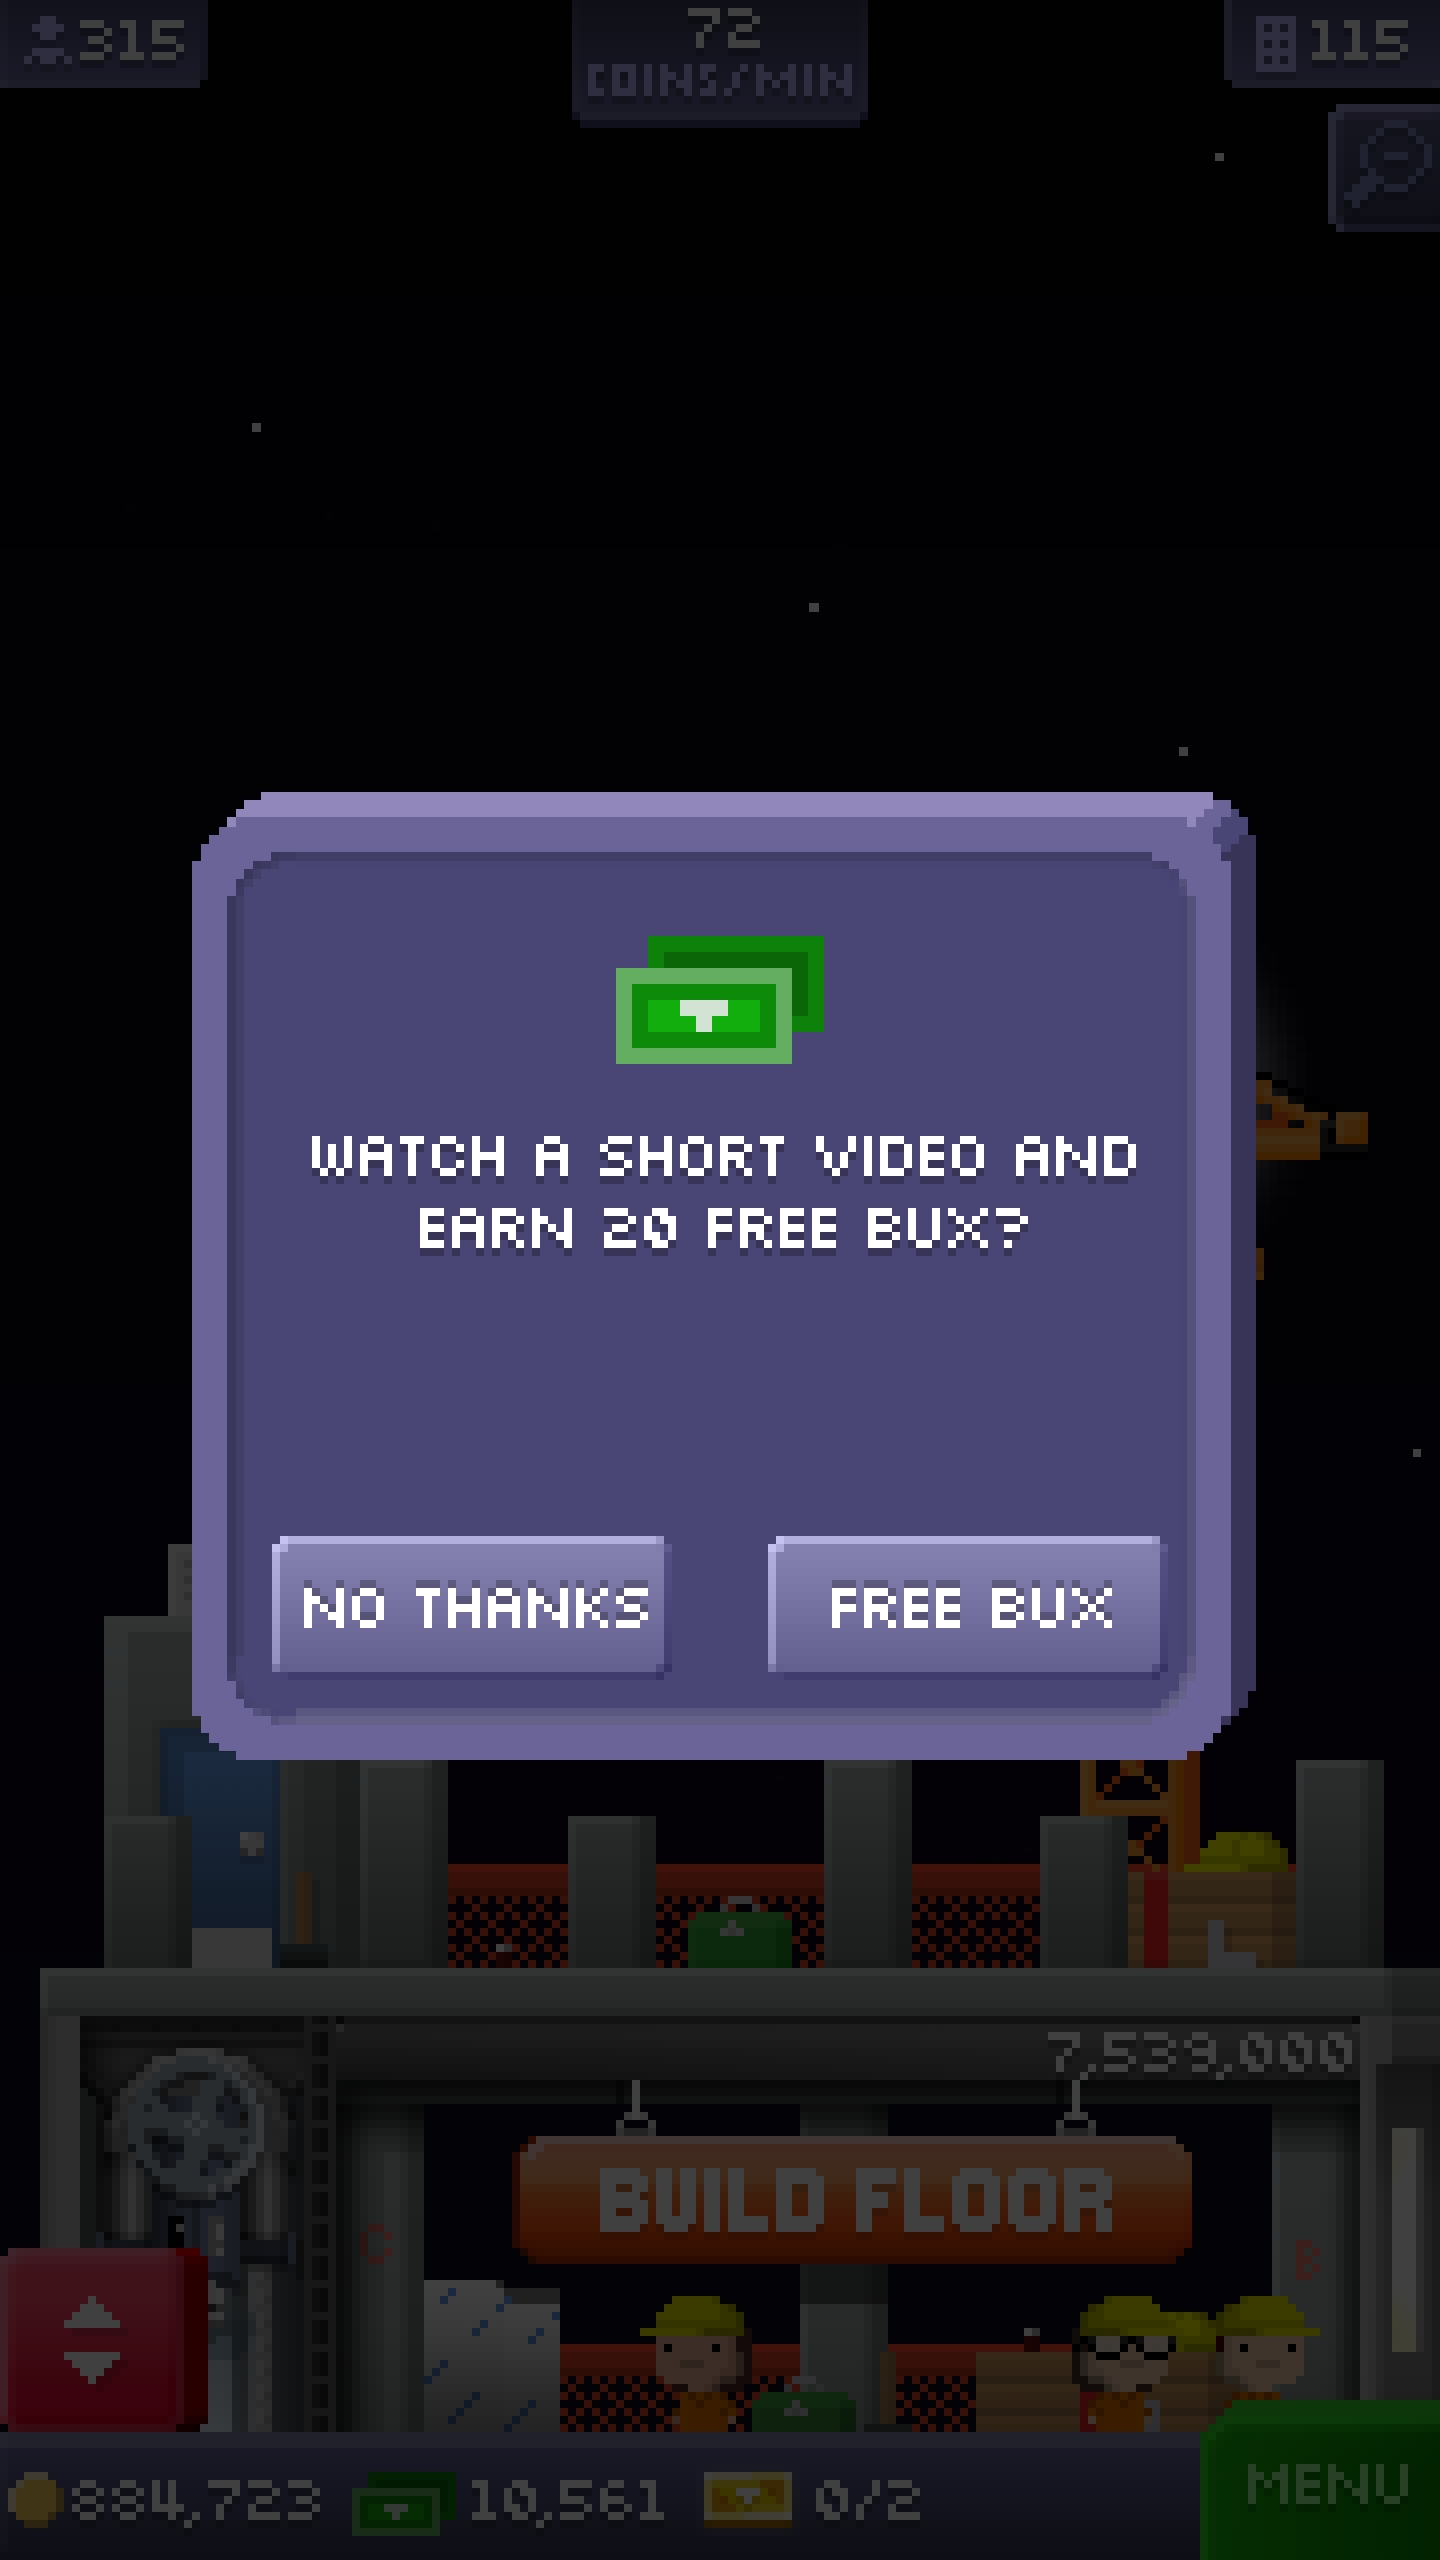 315
72
COINS/MIN
115
WATCH A SHORT VIDEO AND
EARN 20 FREE BUX?
NO THANKS
FREE BUX
7,539,000
BUILD FLOOR
C
B
884,723
10,561
0/2
MENU